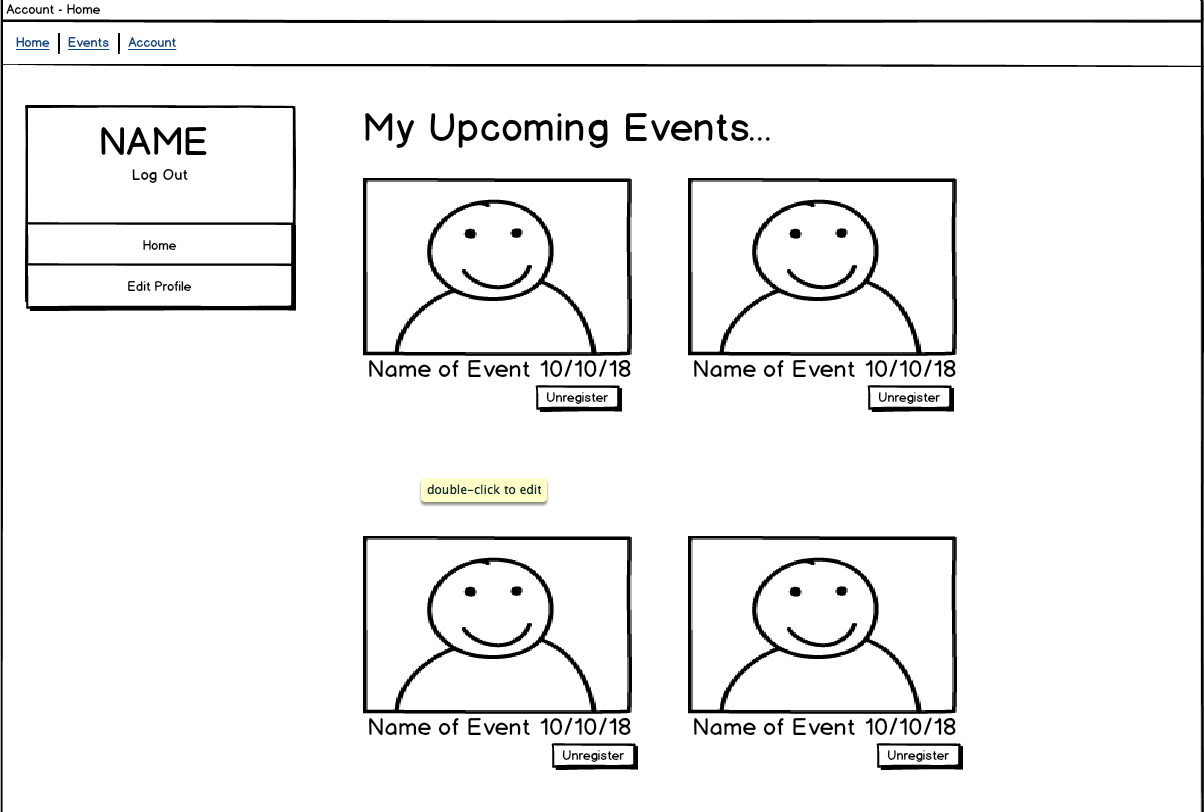 Account - Home
Home Events Account
NAME
Log Out
Home
Edit Profile
My Upcoming Events...
Name of Event 10/10/18
Unregister
Name of Event 10/10/18
Unregister
double-click to edit
Name of Event 10/10/18
Unregister
Name of Event 10/10/18
Unregister